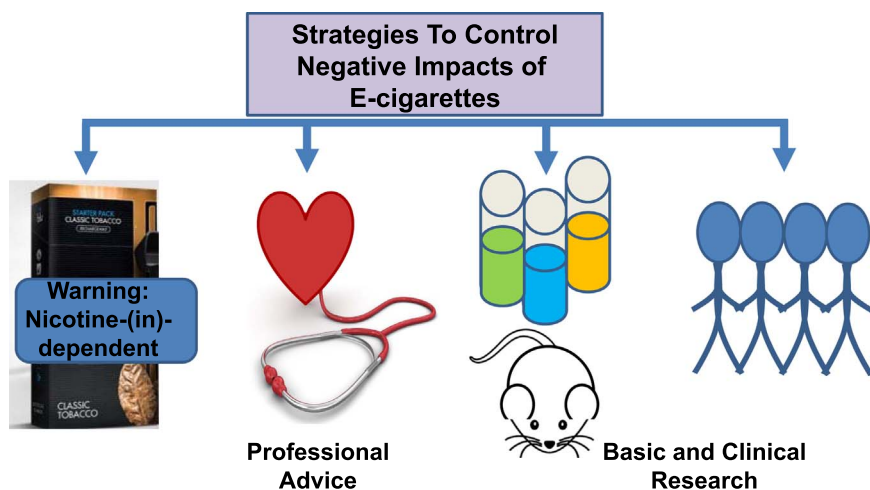 Strategies To Control
Negative Impacts of
E-cigarettes
STARTER PACK
CLASSIC TOBACCO
RECHARGEABLE
Warning:
Nicotine-(in)-
dependent
CLASSIC
TOBACCO
Professional
Advice
Basic and Clinical
Research